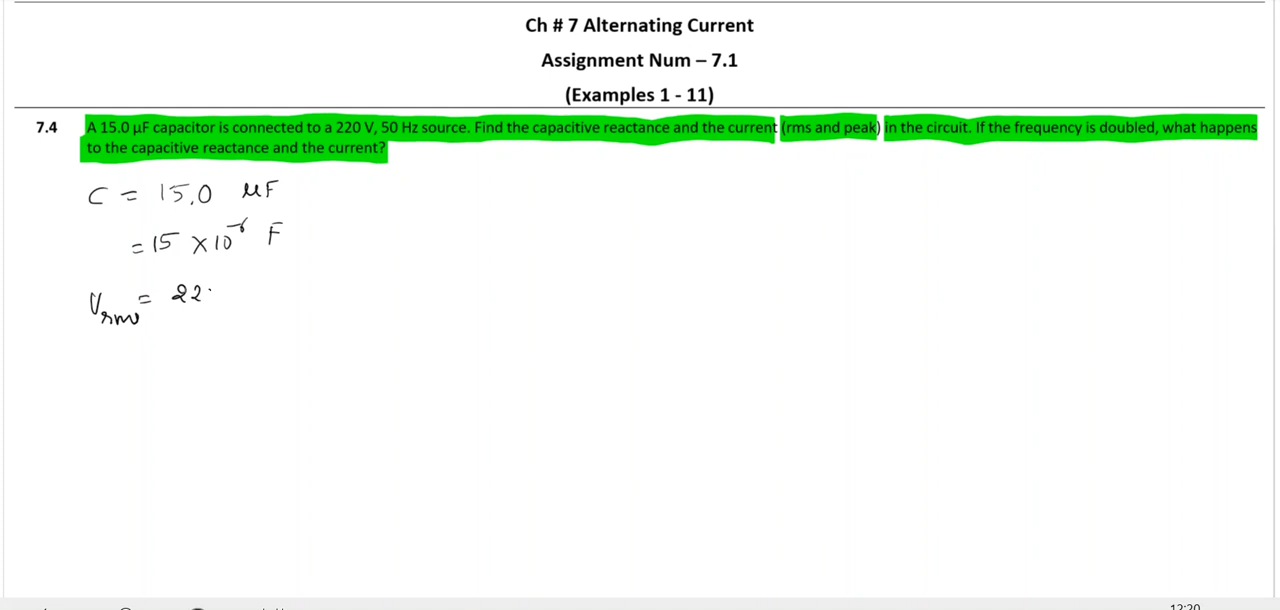 Ch # 7 Alternating Current
Assignment Num – 7.1
(Examples 1 - 11)
7.4 A 15.0 μF capacitor is connected to a 220 V, 50 Hz source. Find the capacitive reactance and the current (rms and peak) in the circuit. If the frequency is doubled, what happens
to the capacitive reactance and the current?
C = 15.0 μF
= 15 × 10⁻⁶ F
Vrms = 22
12:20